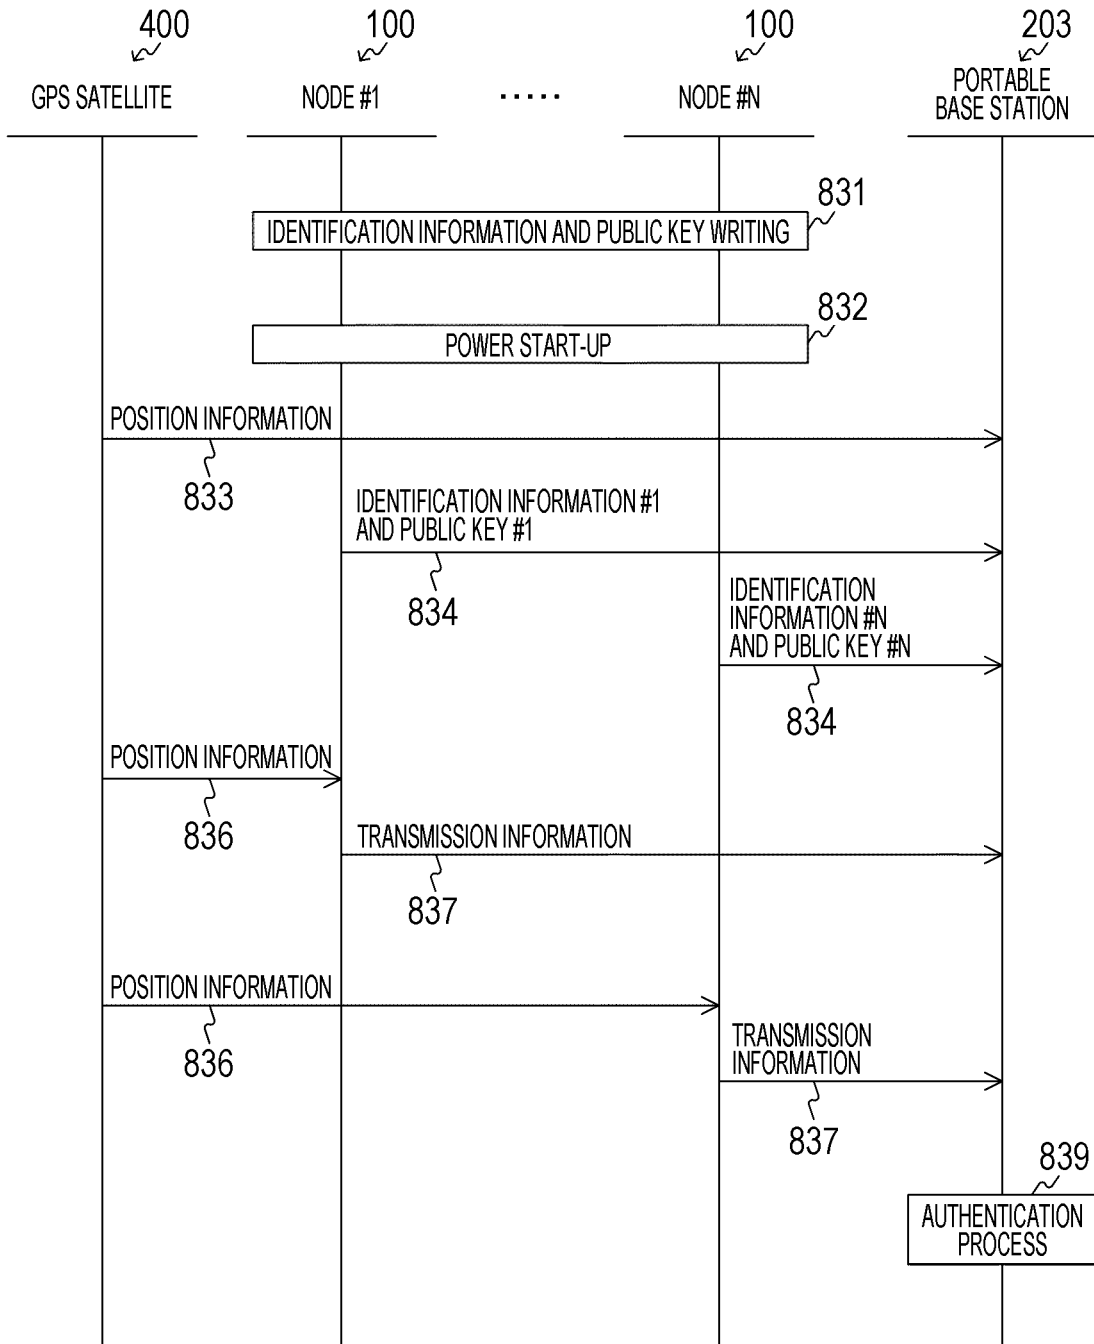 400
100
100
203
GPS SATELLITE
NODE #1
.....
NODE #N
PORTABLE
BASE STATION
831
IDENTIFICATION INFORMATION AND PUBLIC KEY WRITING
832
POWER START-UP
POSITION INFORMATION
833
IDENTIFICATION INFORMATION #1
AND PUBLIC KEY #1
834
IDENTIFICATION
INFORMATION #N
AND PUBLIC KEY #N
834
POSITION INFORMATION
836
TRANSMISSION INFORMATION
837
POSITION INFORMATION
836
TRANSMISSION
INFORMATION
837
839
AUTHENTICATION
PROCESS